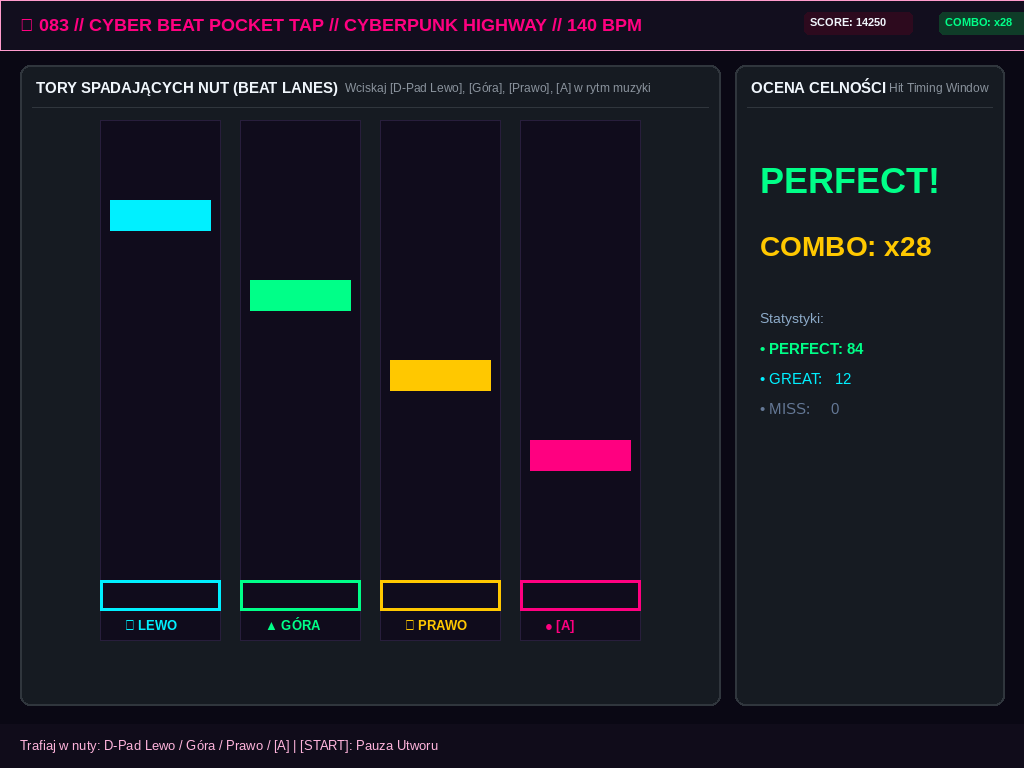 083 // CYBER BEAT POCKET TAP // CYBERPUNK HIGHWAY // 140 BPM
SCORE: 14250
COMBO: x28
TORY SPADAJĄCYCH NUT (BEAT LANES) Wciskaj [D-Pad Lewo], [Góra], [Prawo], [A] w rytm muzyki
OCENA CELNOŚCI Hit Timing Window
PERFECT!
COMBO: x28
Statystyki:
• PERFECT: 84
• GREAT: 12
• MISS: 0
LEWO
▲ GÓRA
PRAWO
● [A]
Trafiaj w nuty: D-Pad Lewo / Góra / Prawo / [A] | [START]: Pauza Utworu